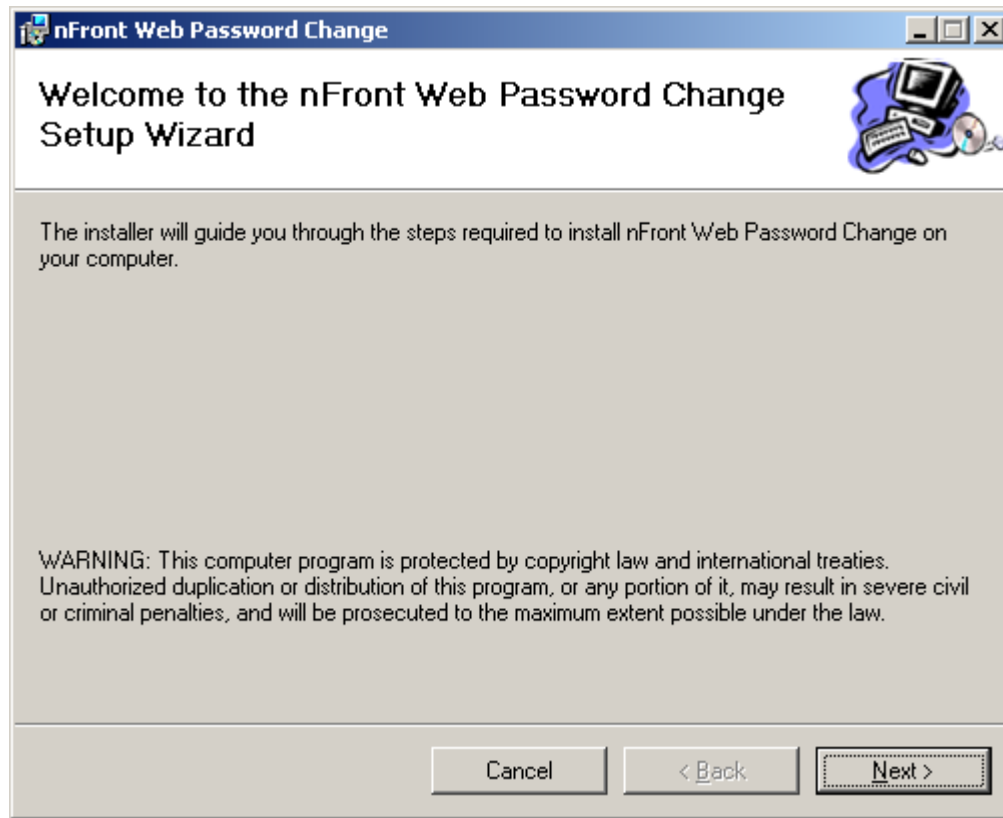 nFront Web Password Change
Welcome to the nFront Web Password Change
Setup Wizard
The installer will guide you through the steps required to install nFront Web Password Change on
your computer.
WARNING: This computer program is protected by copyright law and international treaties.
Unauthorized duplication or distribution of this program, or any portion of it, may result in severe civil
or criminal penalties, and will be prosecuted to the maximum extent possible under the law.
Cancel < Back Next >